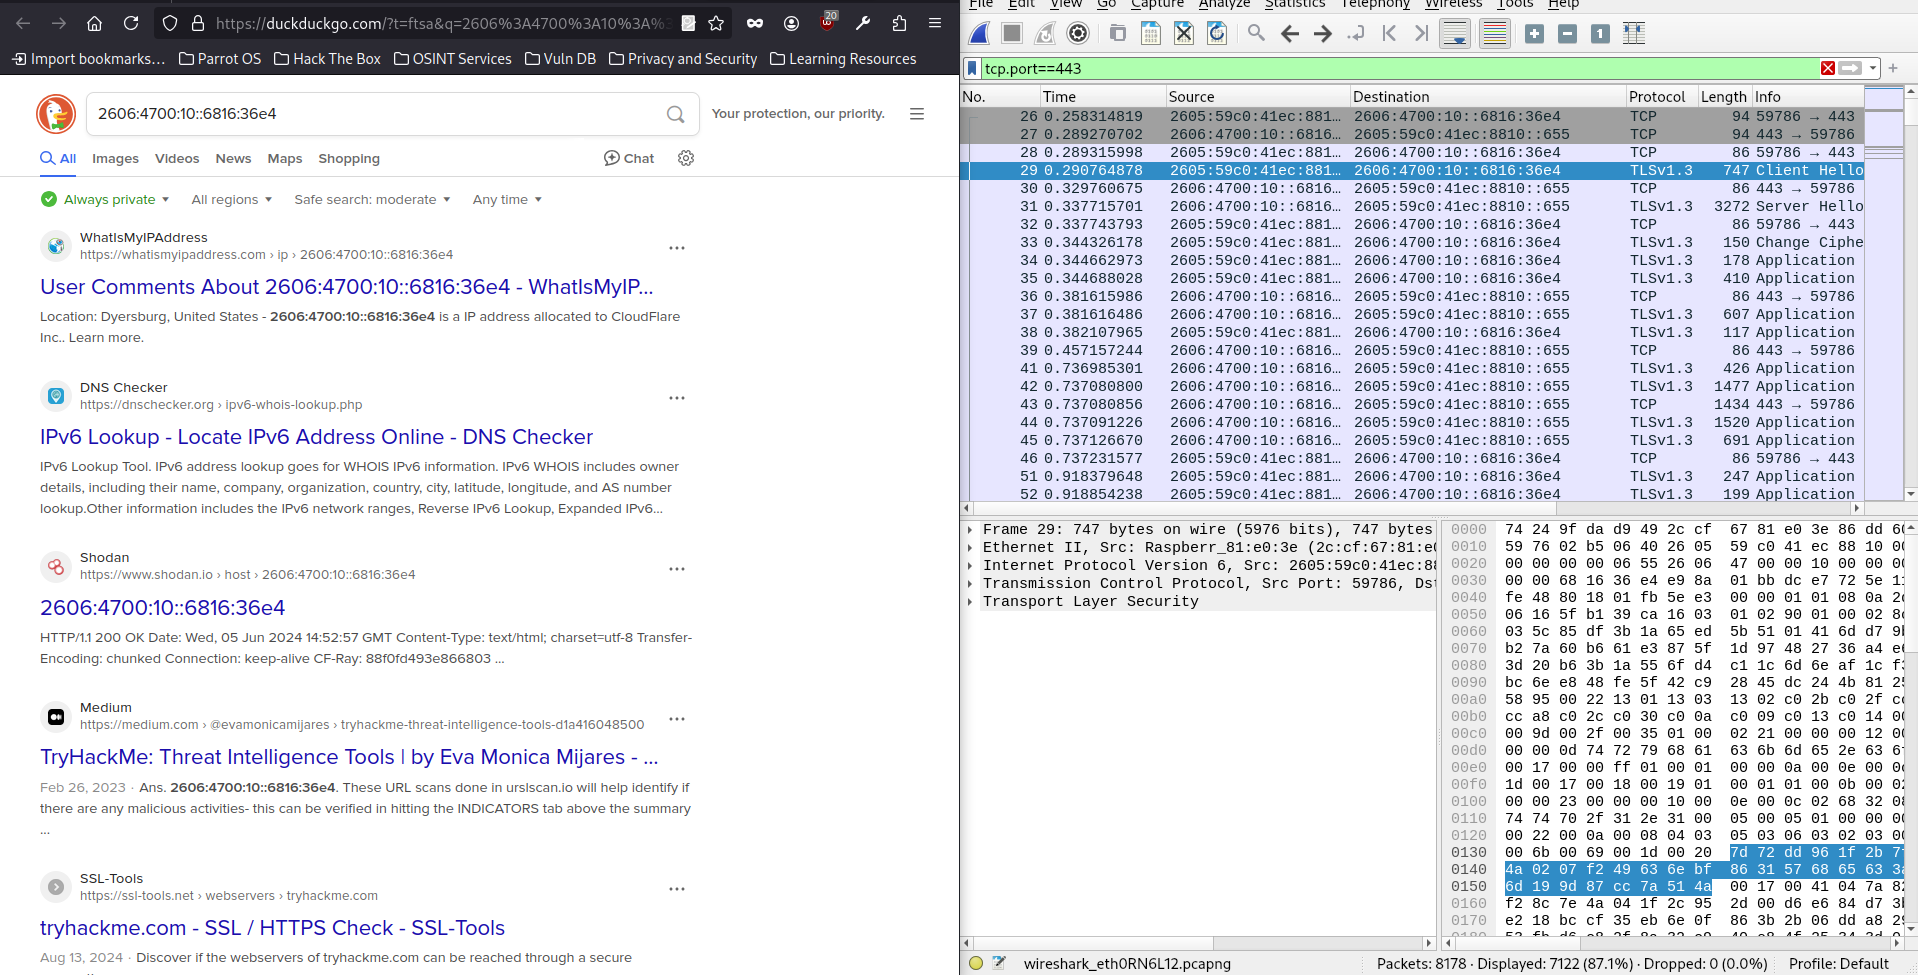 https://duckduckgo.com/?t=ftsa&q=2606%3A4700%3A10%3A%3
20
Import bookmarks…
Parrot OS
Hack The Box
OSINT Services
Vuln DB
Privacy and Security
Learning Resources
2606:4700:10::6816:36e4
Your protection, our priority.
All
Images
Videos
News
Maps
Shopping
Chat
Always private
All regions
Safe search: moderate
Any time
WhatIsMyIPAddress
https://whatismyipaddress.com › ip › 2606:4700:10::6816:36e4
User Comments About 2606:4700:10::6816:36e4 - WhatIsMyIP...
Location: Dyersburg, United States - 2606:4700:10::6816:36e4 is a IP address allocated to CloudFlare
Inc.. Learn more.
DNS Checker
https://dnschecker.org › ipv6-whois-lookup.php
IPv6 Lookup - Locate IPv6 Address Online - DNS Checker
IPv6 Lookup Tool. IPv6 address lookup goes for WHOIS IPv6 information. IPv6 WHOIS includes owner
details, including their name, company, organization, country, city, latitude, longitude, and AS number
lookup.Other information includes the IPv6 network ranges, Reverse IPv6 Lookup, Expanded IPv6...
Shodan
https://www.shodan.io › host › 2606:4700:10::6816:36e4
2606:4700:10::6816:36e4
HTTP/1.1 200 OK Date: Wed, 05 Jun 2024 14:52:57 GMT Content-Type: text/html; charset=utf-8 Transfer-
Encoding: chunked Connection: keep-alive CF-Ray: 88f0fd493e866803 ...
Medium
https://medium.com › @evamonicamijares › tryhackme-threat-intelligence-tools-d1a416048500
TryHackMe: Threat Intelligence Tools | by Eva Monica Mijares - ...
Feb 26, 2023 · Ans. 2606:4700:10::6816:36e4. These URL scans done in urslscan.io will help identify if
there are any malicious activities- this can be verified in hitting the INDICATORS tab above the summary
...
SSL-Tools
https://ssl-tools.net › webservers › tryhackme.com
tryhackme.com - SSL / HTTPS Check - SSL-Tools
Aug 13, 2024 · Discover if the webservers of tryhackme.com can be reached through a secure
File Edit View Go Capture Analyze Statistics Telephony Wireless Tools Help
tcp.port==443
No. Time Source Destination Protocol Length Info
26 0.258314819 2605:59c0:41ec:881… 2606:4700:10::6816:36e4 TCP 94 59786 → 443
27 0.289270702 2606:4700:10::6816… 2605:59c0:41ec:8810::655 TCP 94 443 → 59786
28 0.289315998 2605:59c0:41ec:881… 2606:4700:10::6816:36e4 TCP 86 59786 → 443
29 0.290764878 2605:59c0:41ec:881… 2606:4700:10::6816:36e4 TLSv1.3 747 Client Hello
30 0.329760675 2606:4700:10::6816… 2605:59c0:41ec:8810::655 TCP 86 443 → 59786
31 0.337715701 2606:4700:10::6816… 2605:59c0:41ec:8810::655 TLSv1.3 3272 Server Hello
32 0.337743793 2605:59c0:41ec:881… 2606:4700:10::6816:36e4 TCP 86 59786 → 443
33 0.344326178 2605:59c0:41ec:881… 2606:4700:10::6816:36e4 TLSv1.3 150 Change Ciphe
34 0.344662973 2605:59c0:41ec:881… 2606:4700:10::6816:36e4 TLSv1.3 178 Application
35 0.344688028 2605:59c0:41ec:881… 2606:4700:10::6816:36e4 TLSv1.3 410 Application
36 0.381615986 2606:4700:10::6816… 2605:59c0:41ec:8810::655 TCP 86 443 → 59786
37 0.381616486 2606:4700:10::6816… 2605:59c0:41ec:8810::655 TLSv1.3 607 Application
38 0.382107965 2605:59c0:41ec:881… 2606:4700:10::6816:36e4 TLSv1.3 117 Application
39 0.457157244 2606:4700:10::6816… 2605:59c0:41ec:8810::655 TCP 86 443 → 59786
41 0.736985301 2606:4700:10::6816… 2605:59c0:41ec:8810::655 TLSv1.3 426 Application
42 0.737080800 2606:4700:10::6816… 2605:59c0:41ec:8810::655 TLSv1.3 1477 Application
43 0.737080856 2606:4700:10::6816… 2605:59c0:41ec:8810::655 TCP 1434 443 → 59786
44 0.737091226 2606:4700:10::6816… 2605:59c0:41ec:8810::655 TLSv1.3 1520 Application
45 0.737126670 2606:4700:10::6816… 2605:59c0:41ec:8810::655 TLSv1.3 691 Application
46 0.737231577 2605:59c0:41ec:881… 2606:4700:10::6816:36e4 TCP 86 59786 → 443
51 0.918379648 2605:59c0:41ec:881… 2606:4700:10::6816:36e4 TLSv1.3 247 Application
52 0.918854238 2605:59c0:41ec:881… 2606:4700:10::6816:36e4 TLSv1.3 199 Application
Frame 29: 747 bytes on wire (5976 bits), 747 bytes
Ethernet II, Src: Raspberr_81:e0:3e (2c:cf:67:81:e0
Internet Protocol Version 6, Src: 2605:59c0:41ec:88
Transmission Control Protocol, Src Port: 59786, Dst
Transport Layer Security
0000 74 24 9f da d9 49 2c cf 67 81 e0 3e 86 dd 60
0010 59 76 02 b5 06 40 26 05 59 c0 41 ec 88 10 00
0020 00 00 00 00 06 55 26 06 47 00 00 10 00 00 00
0030 00 00 68 16 36 e4 e9 8a 01 bb dc e7 72 5e 11
0040 fe 48 80 18 01 fb 5e e3 00 00 01 01 08 0a 2c
0050 06 16 5f b1 39 ca 16 03 01 02 90 01 00 02 8c
0060 03 5c 85 df 3b 1a 65 ed 5b 51 01 41 6d d7 9b
0070 b2 7a 60 b6 61 e3 87 5f 1d 97 48 27 36 a4 e6
0080 3d 20 b6 3b 1a 55 6f d4 c1 1c 6d 6e af 1c f3
0090 bc 6e e8 48 fe 5f 42 c9 28 45 dc 24 4b 81 25
00a0 58 95 00 22 13 01 13 03 13 02 c0 2b c0 2f cc
00b0 cc a8 c0 2c c0 30 c0 0a c0 09 c0 13 c0 14 00
00c0 00 9d 00 2f 00 35 01 00 02 21 00 00 00 12 00
00d0 00 00 0d 74 72 79 68 61 63 6b 6d 65 2e 63 6f
00e0 00 17 00 00 ff 01 00 01 00 00 0a 00 0e 00 0c
00f0 1d 00 17 00 18 00 19 01 00 01 01 00 0b 00 02
0100 00 00 23 00 00 00 10 00 0e 00 0c 02 68 32 08
0110 74 74 70 2f 31 2e 31 00 05 00 05 01 00 00 00
0120 00 22 00 0a 00 08 04 03 05 03 06 03 02 03 00
0130 00 6b 00 69 00 1d 00 20 7d 72 dd 96 1f 2b 7f
0140 4a 02 07 f2 49 63 6e bf 86 31 57 68 65 63 3a
0150 6d 19 9d 87 cc 7a 51 4a 00 17 00 41 04 7a 82
0160 f2 8c 7e 4a 04 1f 2c 95 2d 00 d6 e6 84 d7 3b
0170 e2 18 bc cf 35 eb 6e 0f 86 3b 2b 06 dd a8 29
wireshark_eth0RN6L12.pcapng
Packets: 8178 · Displayed: 7122 (87.1%) · Dropped: 0 (0.0%)
Profile: Default